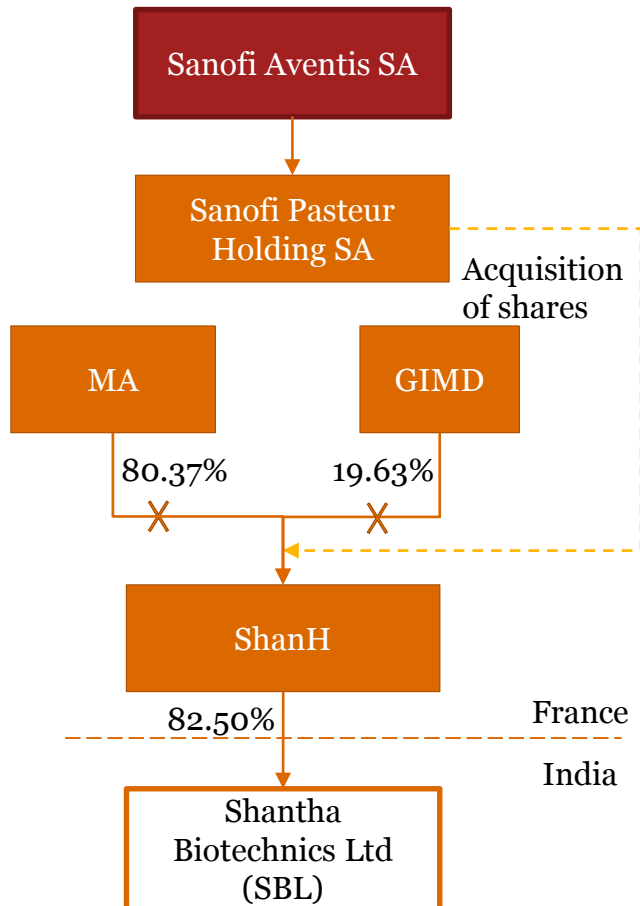 Sanofi Aventis SA
Sanofi Pasteur
Holding SA
Acquisition
of shares
MA
GIMD
80.37%
19.63%
ShanH
82.50%
France
India
Shantha
Biotechnics Ltd
(SBL)